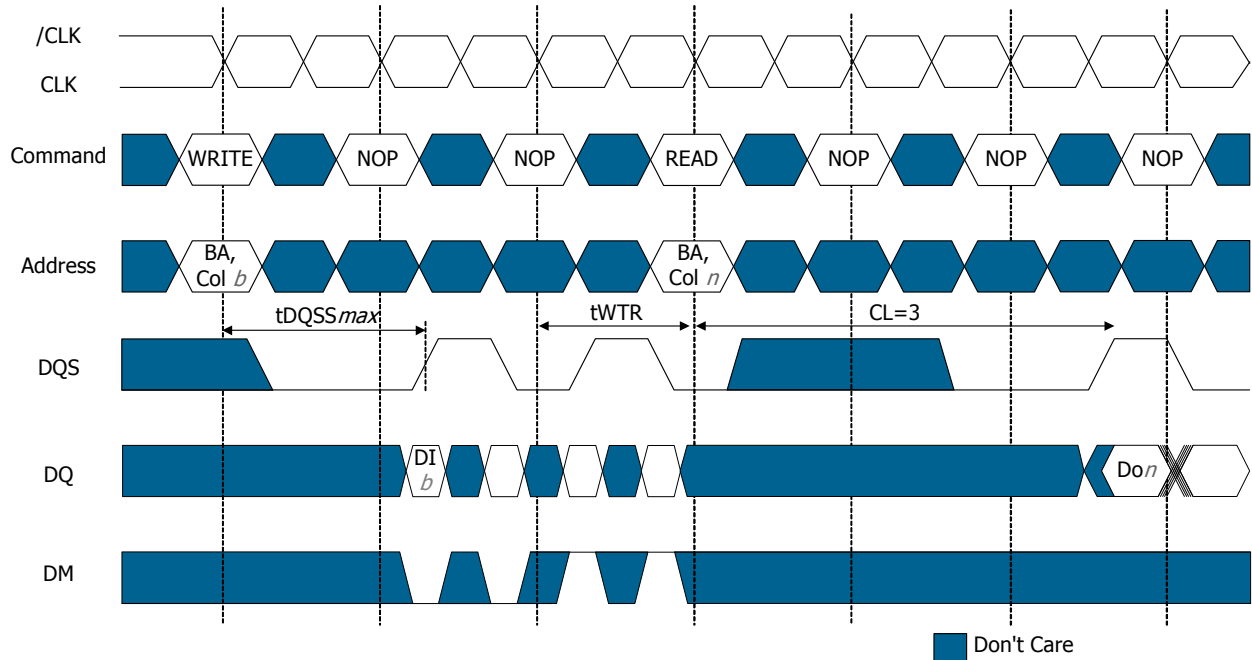 /CLK
CLK
Command
WRITE NOP NOP READ NOP NOP NOP
Address
BA,
Col b
BA,
Col n
tDQSSmax
tWTR
CL=3
DQS
DQ
DI
b
Don
DM
Don't Care